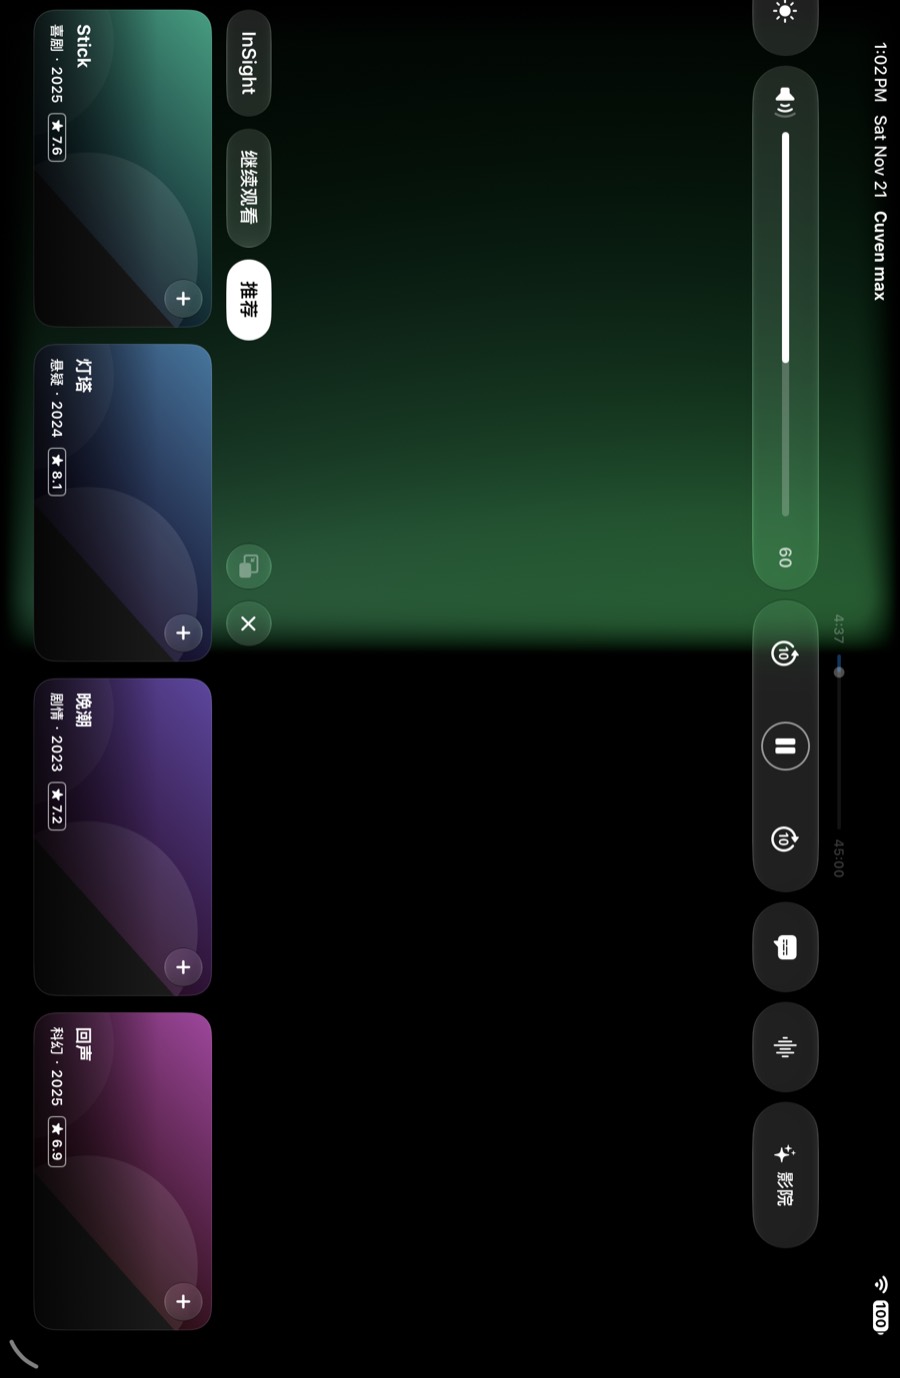 1:02 PM Sat Nov 21 Cuven max 100
4:37 45:00
60 10 10 影院
InSight 继续观看 推荐
Stick 灯塔 晚潮 回声
喜剧 · 2025 ★ 7.6 悬疑 · 2024 ★ 8.1 剧情 · 2023 ★ 7.2 科幻 · 2025 ★ 6.9